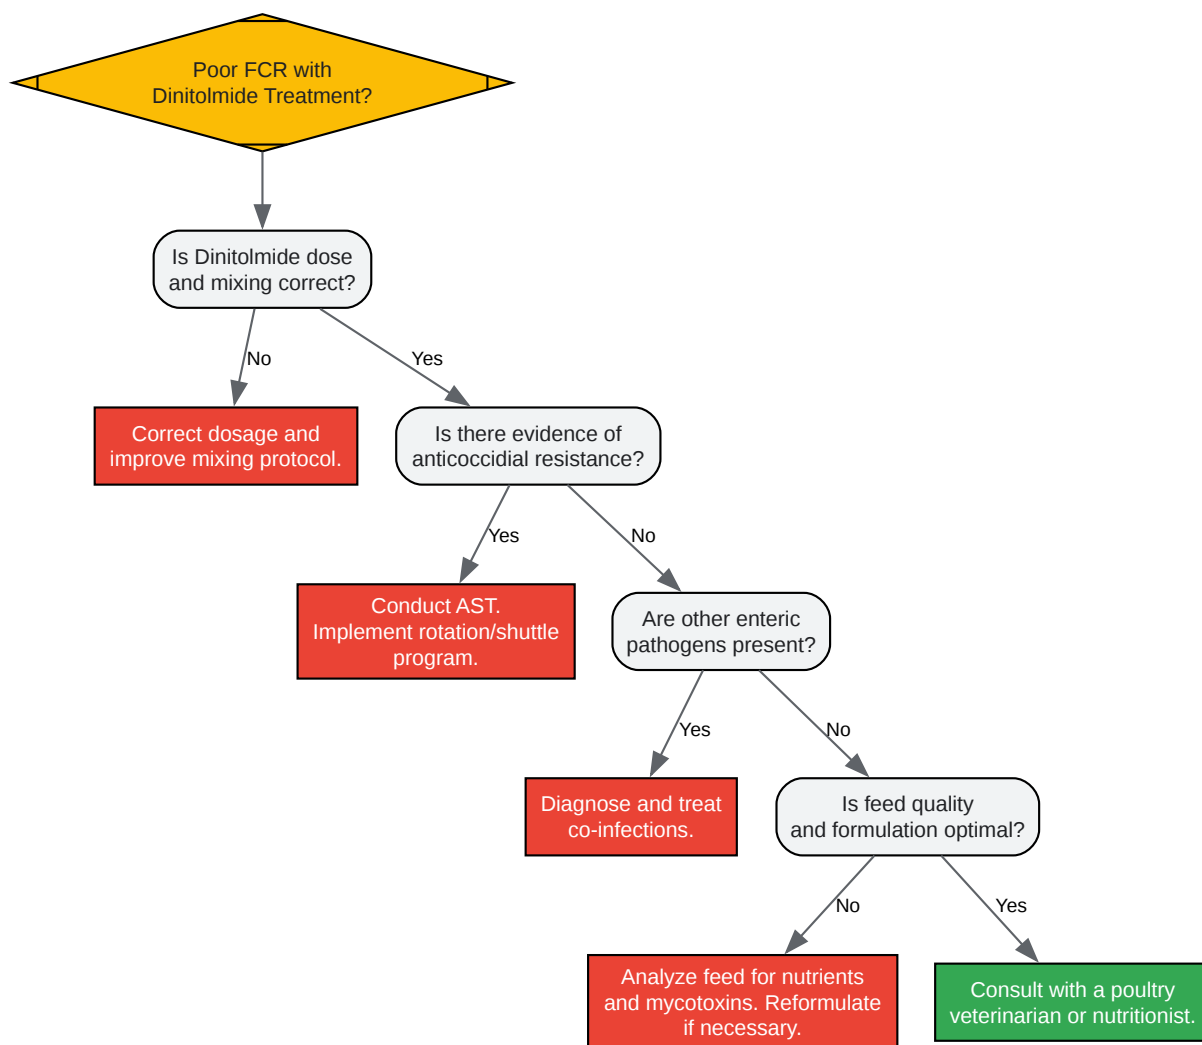 Poor FCR with
Dinitolmide Treatment?
Is Dinitolmide dose
and mixing correct?
No
Yes
Correct dosage and
improve mixing protocol.
Is there evidence of
anticoccidial resistance?
Yes
No
Conduct AST.
Implement rotation/shuttle
program.
Are other enteric
pathogens present?
Yes
No
Diagnose and treat
co-infections.
Is feed quality
and formulation optimal?
No
Yes
Analyze feed for nutrients
and mycotoxins. Reformulate
if necessary.
Consult with a poultry
veterinarian or nutritionist.